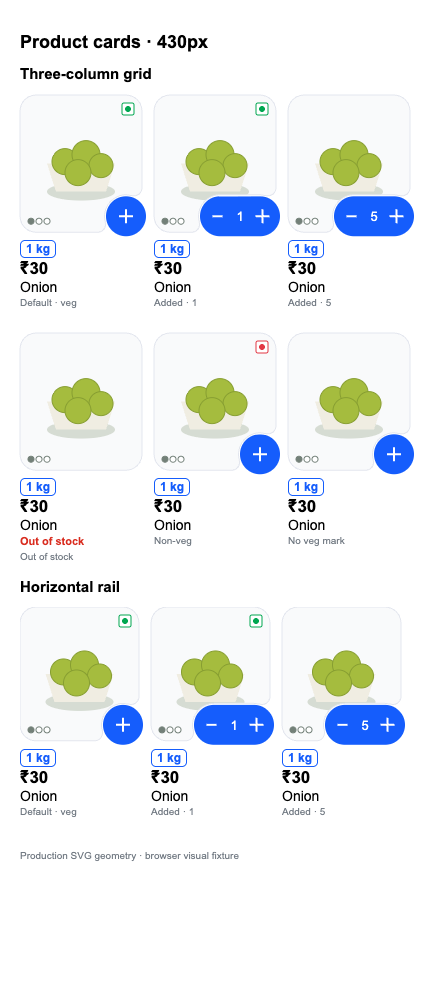 Product cards · 430px
Three-column grid
1 5
1 kg 1 kg 1 kg
₹30 ₹30 ₹30
Onion Onion Onion
Default · veg Added · 1 Added · 5
1 kg 1 kg 1 kg
₹30 ₹30 ₹30
Onion Onion Onion
Out of stock Non-veg No veg mark
Out of stock
Horizontal rail
1 5
1 kg 1 kg 1 kg
₹30 ₹30 ₹30
Onion Onion Onion
Default · veg Added · 1 Added · 5
Production SVG geometry · browser visual fixture